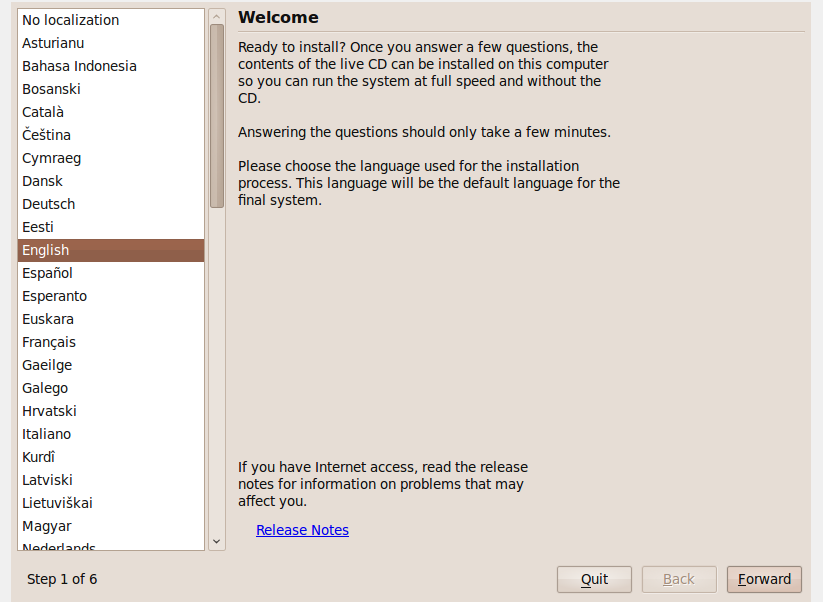 No localization
Asturianu
Bahasa Indonesia
Bosanski
Català
Čeština
Cymraeg
Dansk
Deutsch
Eesti
English
Español
Esperanto
Euskara
Français
Gaeilge
Galego
Hrvatski
Italiano
Kurdî
Latviski
Lietuviškai
Magyar
Nederlands
Welcome
Ready to install? Once you answer a few questions, the
contents of the live CD can be installed on this computer
so you can run the system at full speed and without the
CD.
Answering the questions should only take a few minutes.
Please choose the language used for the installation
process. This language will be the default language for the
final system.
If you have Internet access, read the release
notes for information on problems that may
affect you.
Release Notes
Step 1 of 6
Quit
Back
Forward